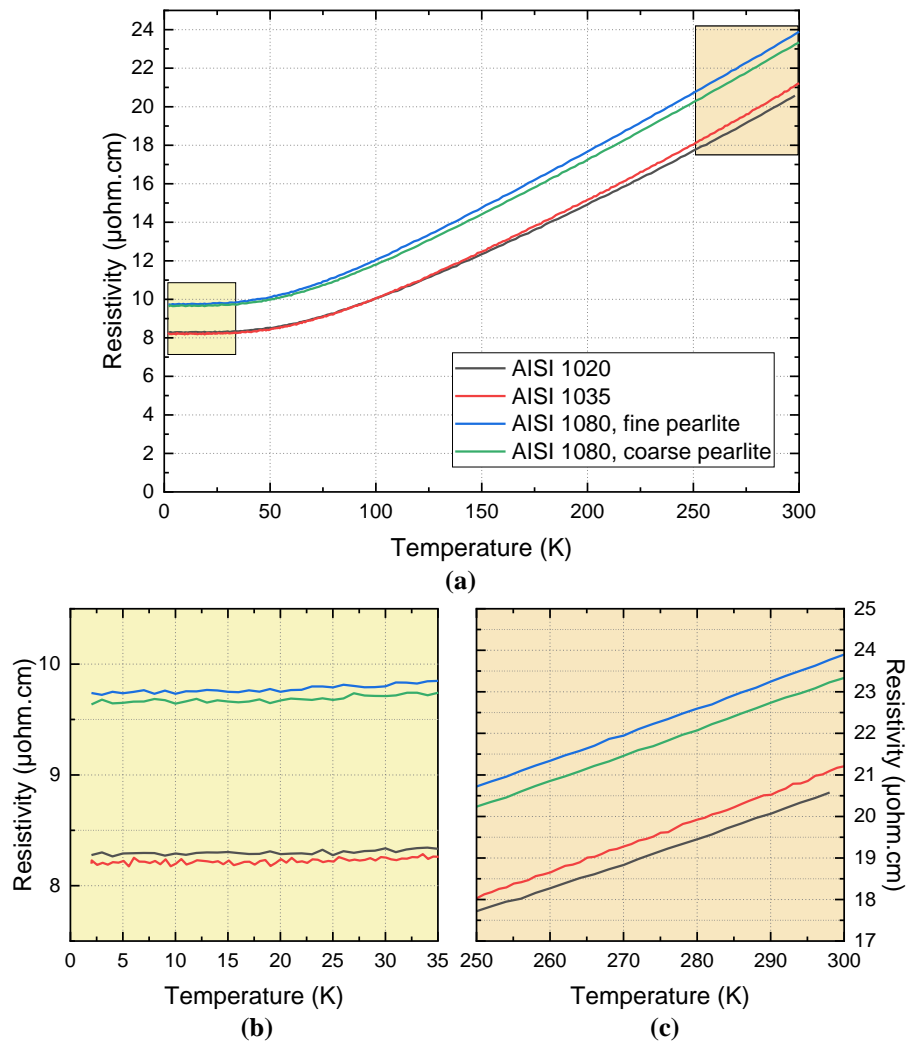 24
22
20
18
16
14
12
10
8
6
4
2
0
Resistivity (µohm.cm)
AISI 1020
AISI 1035
AISI 1080, fine pearlite
AISI 1080, coarse pearlite
0 50 100 150 200 250 300
Temperature (K)
(a)
10
9
8
Resistivity (µohm.cm)
0 5 10 15 20 25 30 35
Temperature (K)
(b)
25
24
23
22
21
20
19
18
17
Resistivity (µohm.cm)
250 260 270 280 290 300
Temperature (K)
(c)